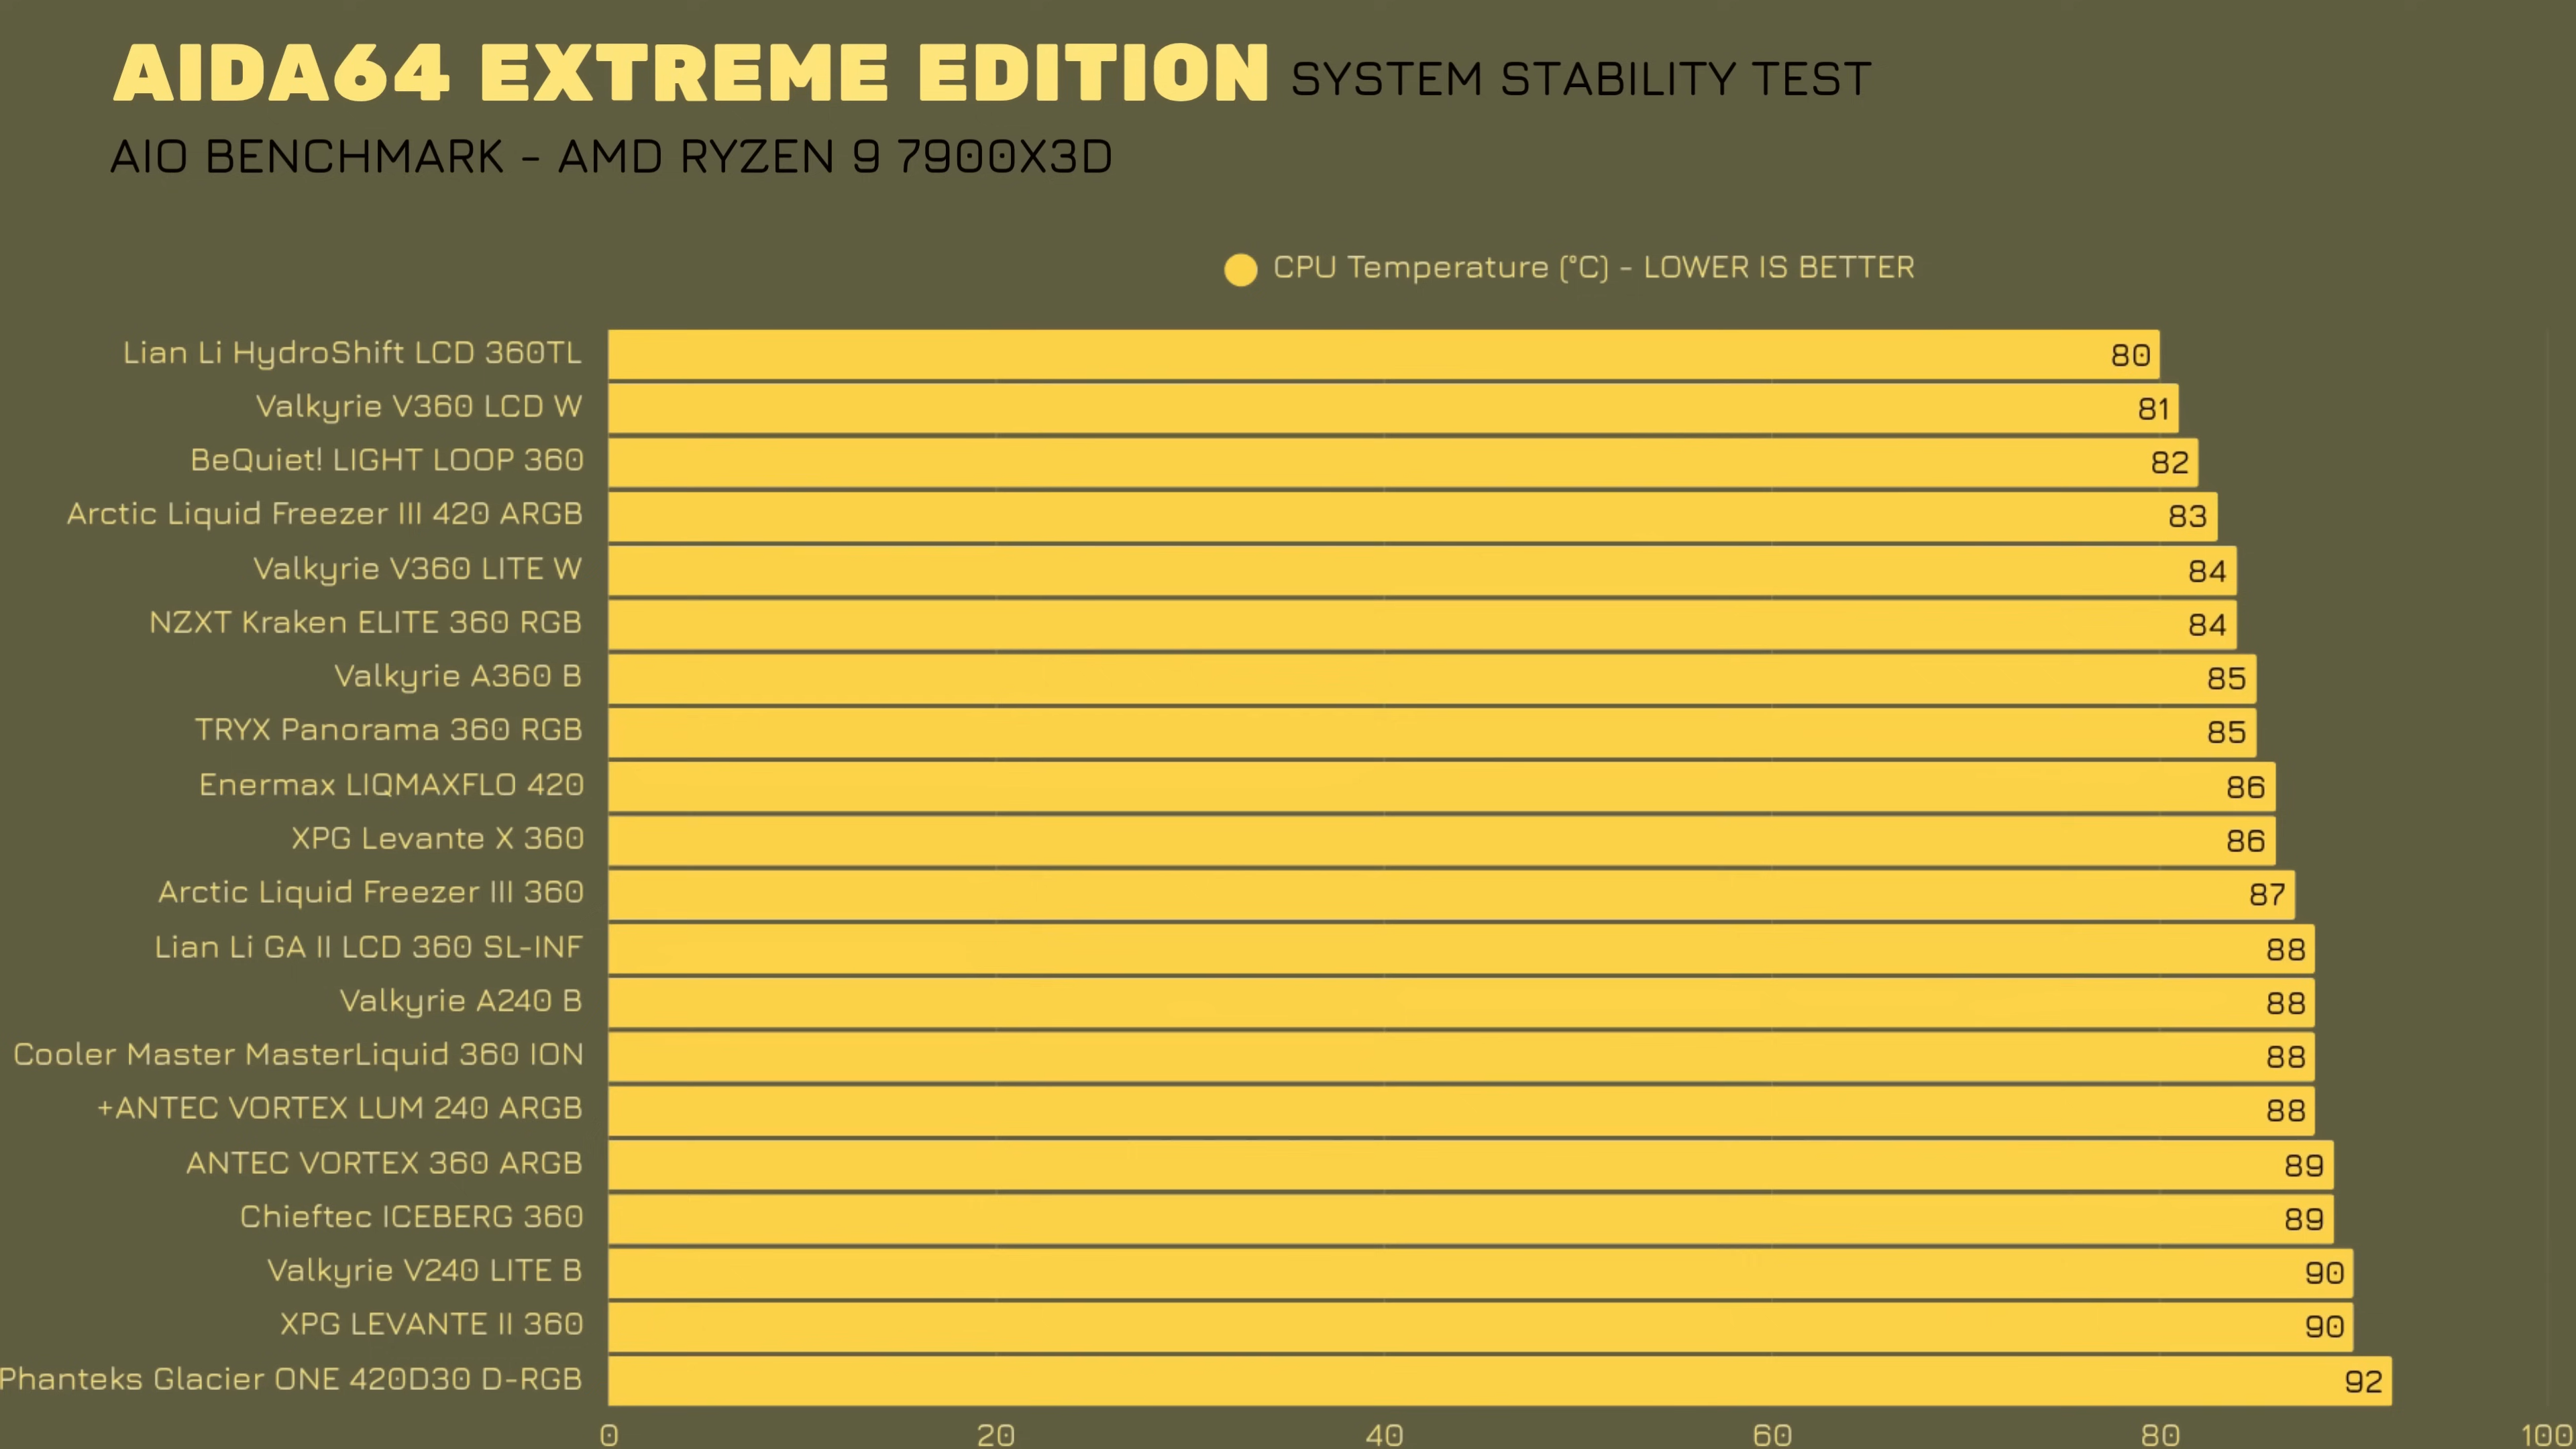 AIDA64 EXTREME EDITION SYSTEM STABILITY TEST
AIO BENCHMARK - AMD RYZEN 9 7900X3D
CPU Temperature (°C) - LOWER IS BETTER
Lian Li HydroShift LCD 360TL 80
Valkyrie V360 LCD W 81
BeQuiet! LIGHT LOOP 360 82
Arctic Liquid Freezer III 420 ARGB 83
Valkyrie V360 LITE W 84
NZXT Kraken ELITE 360 RGB 84
Valkyrie A360 B 85
TRYX Panorama 360 RGB 85
Enermax LIQMAXFLO 420 86
XPG Levante X 360 86
Arctic Liquid Freezer III 360 87
Lian Li GA II LCD 360 SL-INF 88
Valkyrie A240 B 88
Cooler Master MasterLiquid 360 ION 88
+ANTEC VORTEX LUM 240 ARGB 88
ANTEC VORTEX 360 ARGB 89
Chieftec ICEBERG 360 89
Valkyrie V240 LITE B 90
XPG LEVANTE II 360 90
Phanteks Glacier ONE 420D30 D-RGB 92
0 20 40 60 80 100